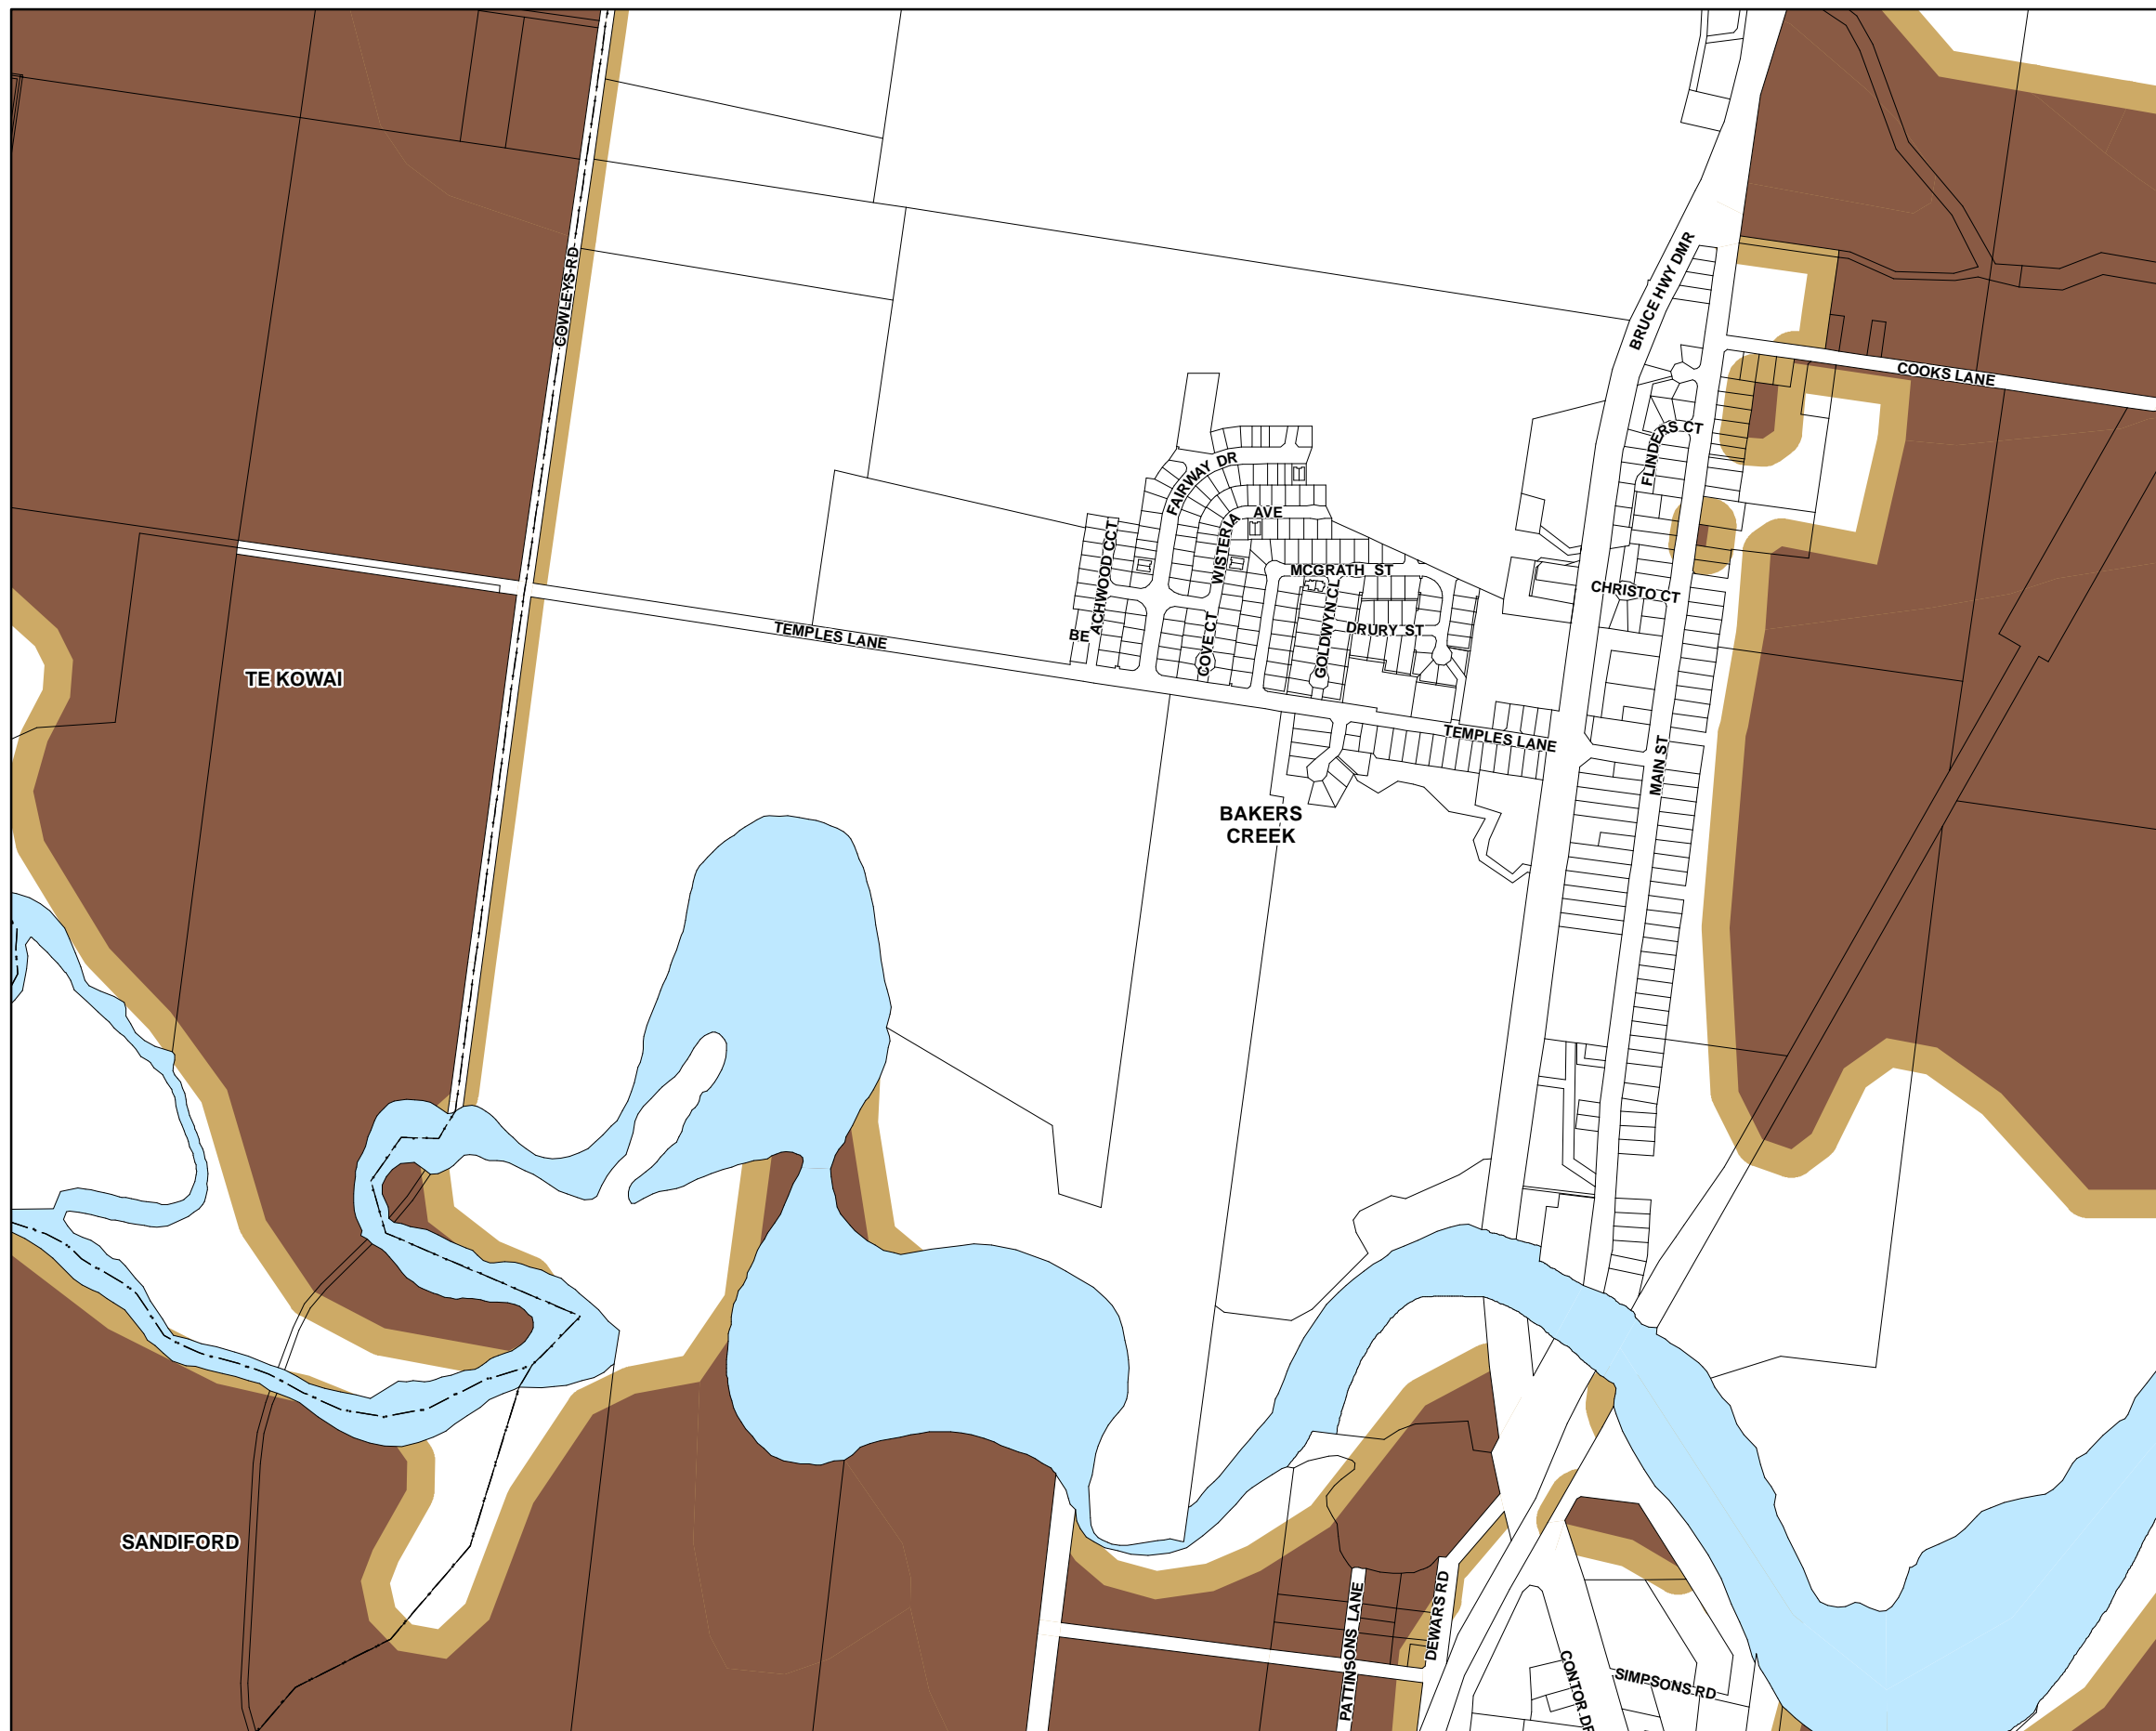 BRUCE HWY DMR
COWLEYS RD
COOKS LANE
FLINDERS CT
FAIRWAY DR
WISTERIA
AVE
ACHWOOD CCT
BE
MCGRATH ST
CHRISTO CT
GOLDWYN CL
DRURY ST
COVE CT
TEMPLES LANE
TE KOWAI
TEMPLES LANE
MAIN ST
BAKERS
CREEK
SANDIFORD
PATTINSONS LANE
DEWARS RD
CONTOR DR
SIMPSONS RD